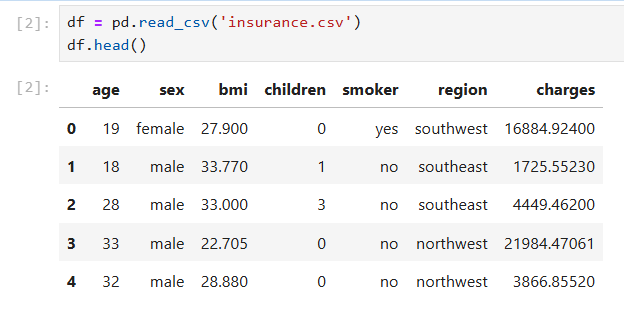 [2]: df = pd.read_csv('insurance.csv')
df.head()
[2]: age sex bmi children smoker region charges
0 19 female 27.900 0 yes southwest 16884.92400
1 18 male 33.770 1 no southeast 1725.55230
2 28 male 33.000 3 no southeast 4449.46200
3 33 male 22.705 0 no northwest 21984.47061
4 32 male 28.880 0 no northwest 3866.85520